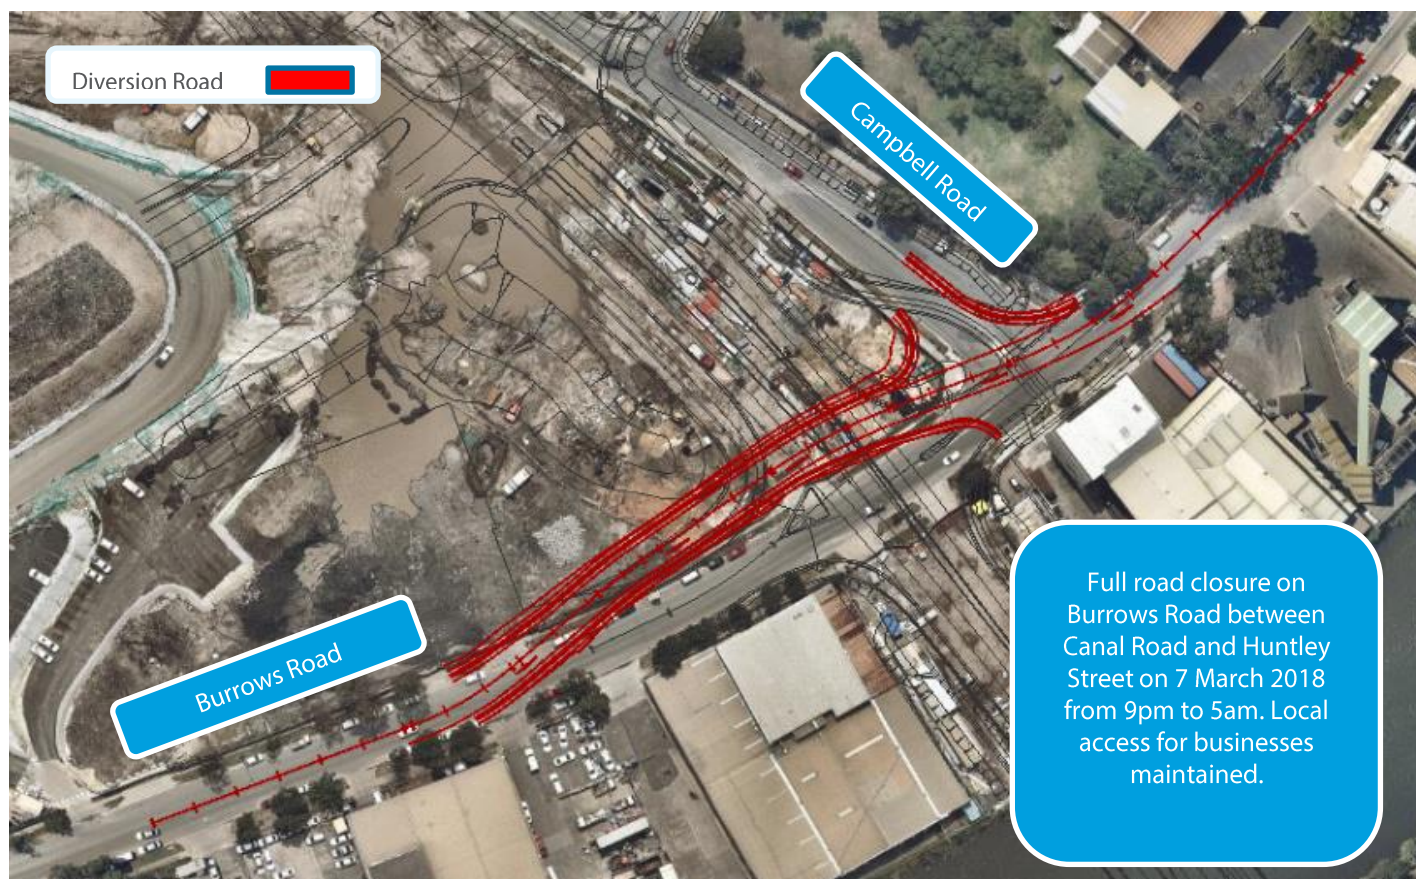 Diversion Road
Campbell Road
Burrows Road
Full road closure on
Burrows Road between
Canal Road and Huntley
Street on 7 March 2018
from 9pm to 5am. Local
access for businesses
maintained.